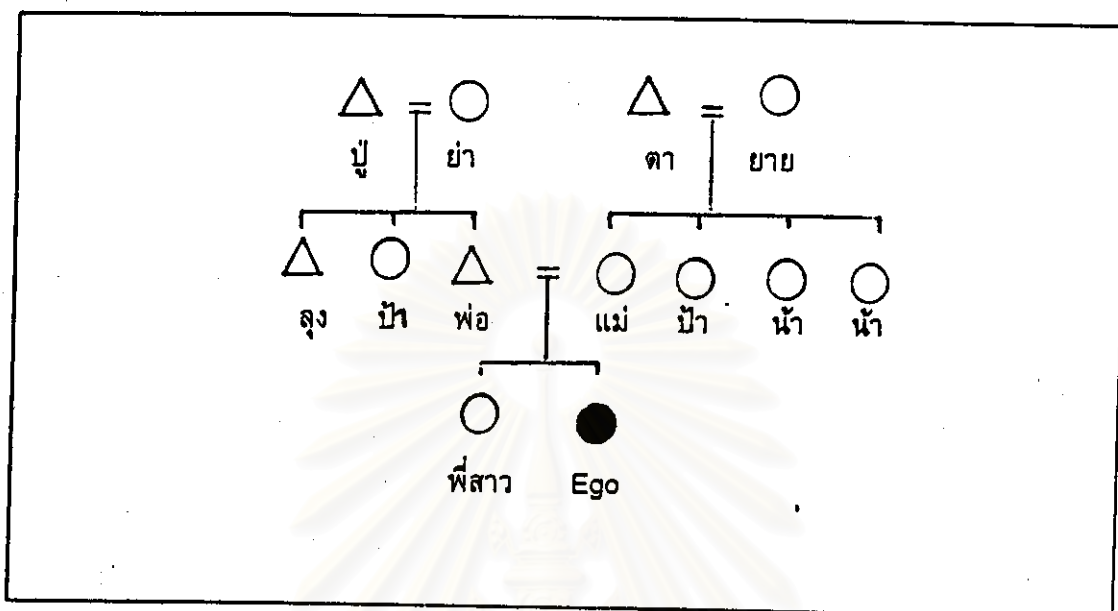 ปู่ ย่า ตา ยาย
ลุง ป้า พ่อ แม่ ป้า น้า น้า
พี่สาว Ego